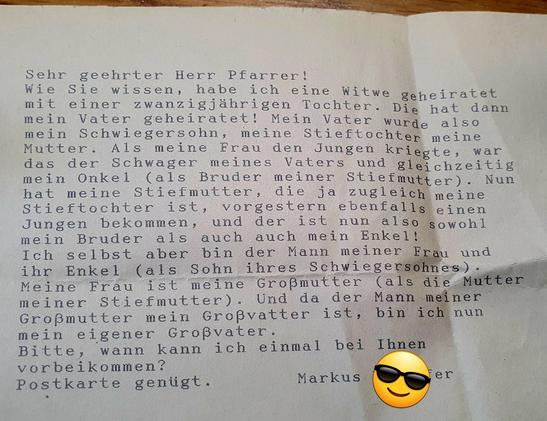 Sehr geehrter Herr Pfarrer!
Wie Sie wissen, habe ich eine Witwe geheiratet
mit einer zwanzigjährigen Tochter. Die hat dann
mein Vater geheiratet! Mein Vater wurde also
mein Schwiegersohn, meine Stieftochter meine
Mutter. Als meine Frau den Jungen kriegte, war
das der Schwager meines Vaters und gleichzeitig
mein Onkel (als Bruder meiner Stiefmutter). Nun
hat meine Stiefmutter, die ja zugleich meine
Stieftochter ist, vorgestern ebenfalls einen
Jungen bekommen, und der ist nun also sowohl
mein Bruder als auch auch mein Enkel!
Ich selbst aber bin der Mann meiner Frau und
ihr Enkel (als Sohn ihres Schwiegersohnes).
Meine Frau ist meine Großmutter (als die Mutter
meiner Stiefmutter). Und da der Mann meiner
Großmutter mein Großvatter ist, bin ich nun
mein eigener Großvater.
Bitte, wann kann ich einmal bei Ihnen
vorbeikommen?
Postkarte genügt. Markus